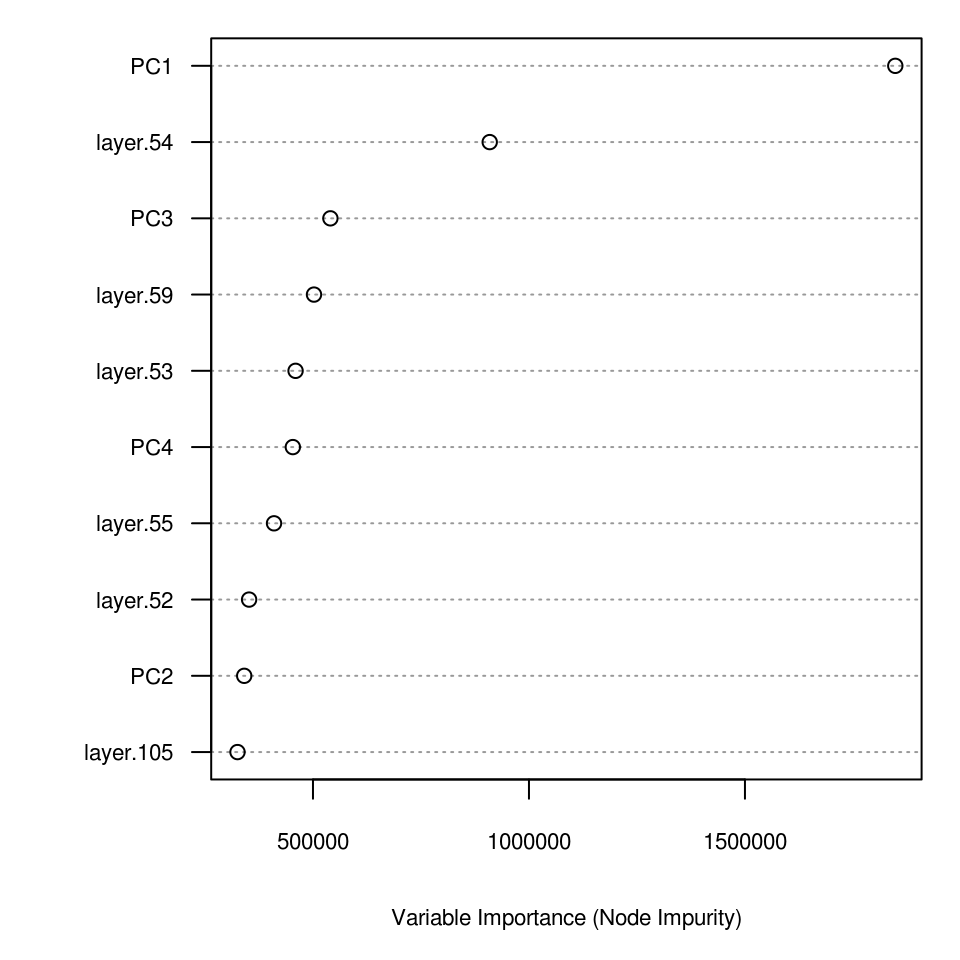 PC1
layer.54
PC3
layer.59
layer.53
PC4
layer.55
layer.52
PC2
layer.105
500000 1000000 1500000
Variable Importance (Node Impurity)